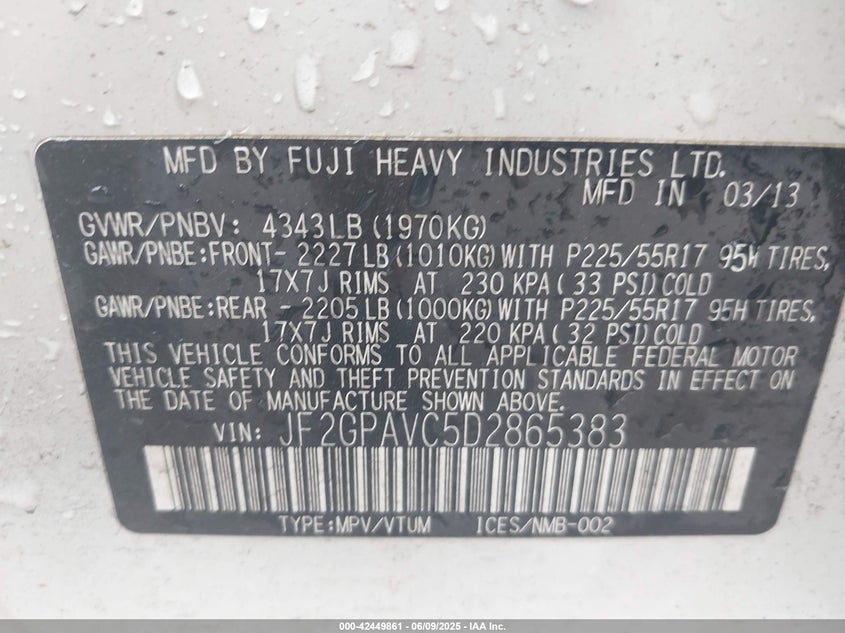 MFD BY FUJI HEAVY INDUSTRIES LTD.
MFD IN 03/13
GVWR/PNBV: 4343LB (1970KG)
GAWR/PNBE:FRONT- 2227LB (1010KG) WITH P225/55R17 95H TIRES,
17X7J RIMS AT 230 KPA ( 33 PSI) COLD
GAWR/PNBE:REAR - 2205LB (1000KG) WITH P225/55R17 95H TIRES,
17X7J RIMS AT 220 KPA ( 32 PSI) COLD
THIS VEHICLE CONFORMS TO ALL APPLICABLE FEDERAL MOTOR
VEHICLE SAFETY AND THEFT PREVENTION STANDARDS IN EFFECT ON
THE DATE OF MANUFACTURE SHOWN ABOVE.
VIN: JF2GPAVC5D2865383
TYPE:MPV/VTUM ICES/NMB-002
000-42449861 - 06/09/2025 - IAA Inc.